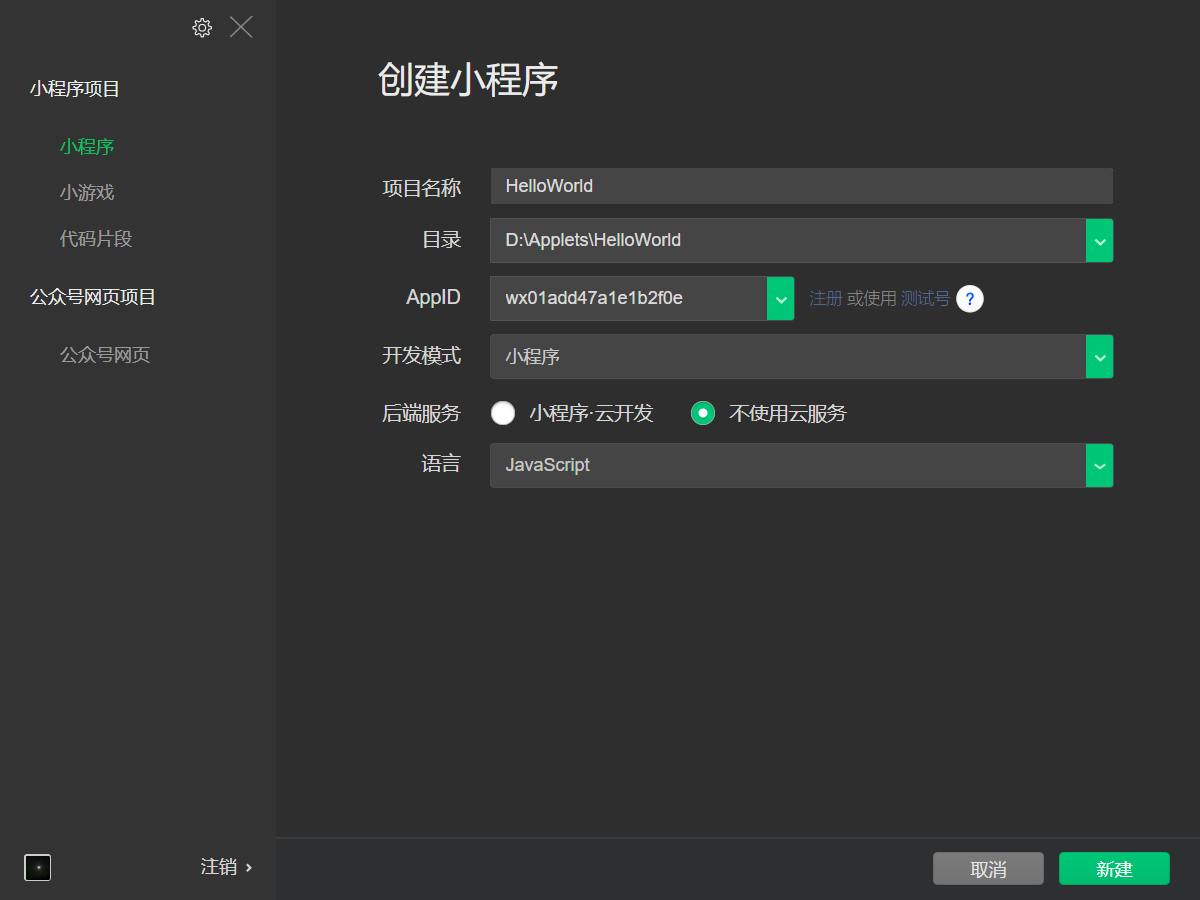 小程序项目
小程序
小游戏
代码片段
公众号网页项目
公众号网页
注销
创建小程序
项目名称 HelloWorld
目录 D:\Applets\HelloWorld
AppID wx01add47a1e1b2f0e 注册 或使用 测试号 ?
开发模式 小程序
后端服务 小程序·云开发 不使用云服务
语言 JavaScript
取消 新建